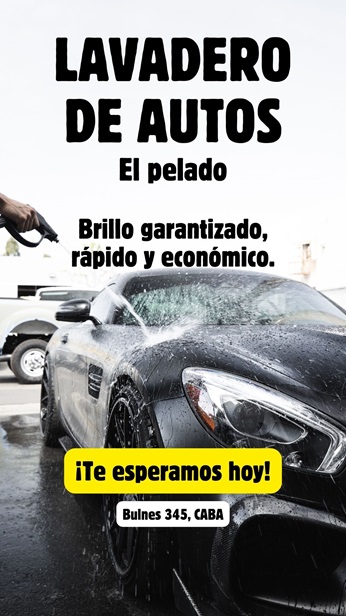 LAVADERO
DE AUTOS
El pelado
Brillo garantizado,
rápido y económico.
¡Te esperamos hoy!
Bulnes 345, CABA